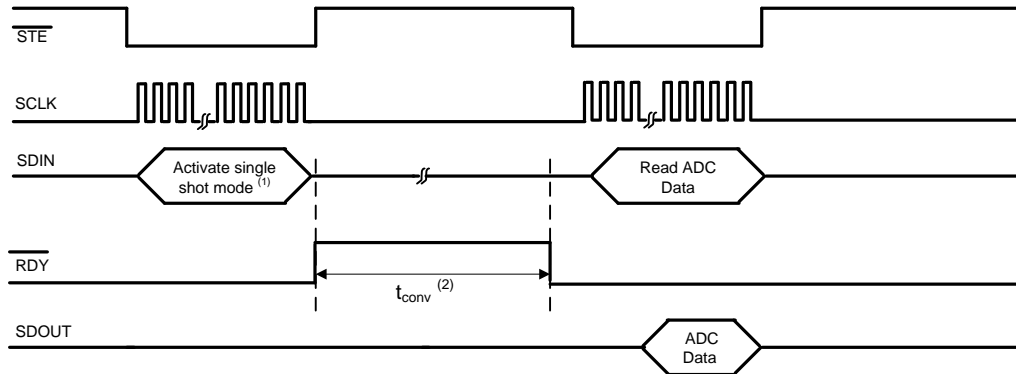 STE
SCLK
SDIN
Activate single
shot mode (1)
Read ADC
Data
RDY
tconv (2)
SDOUT
ADC
Data